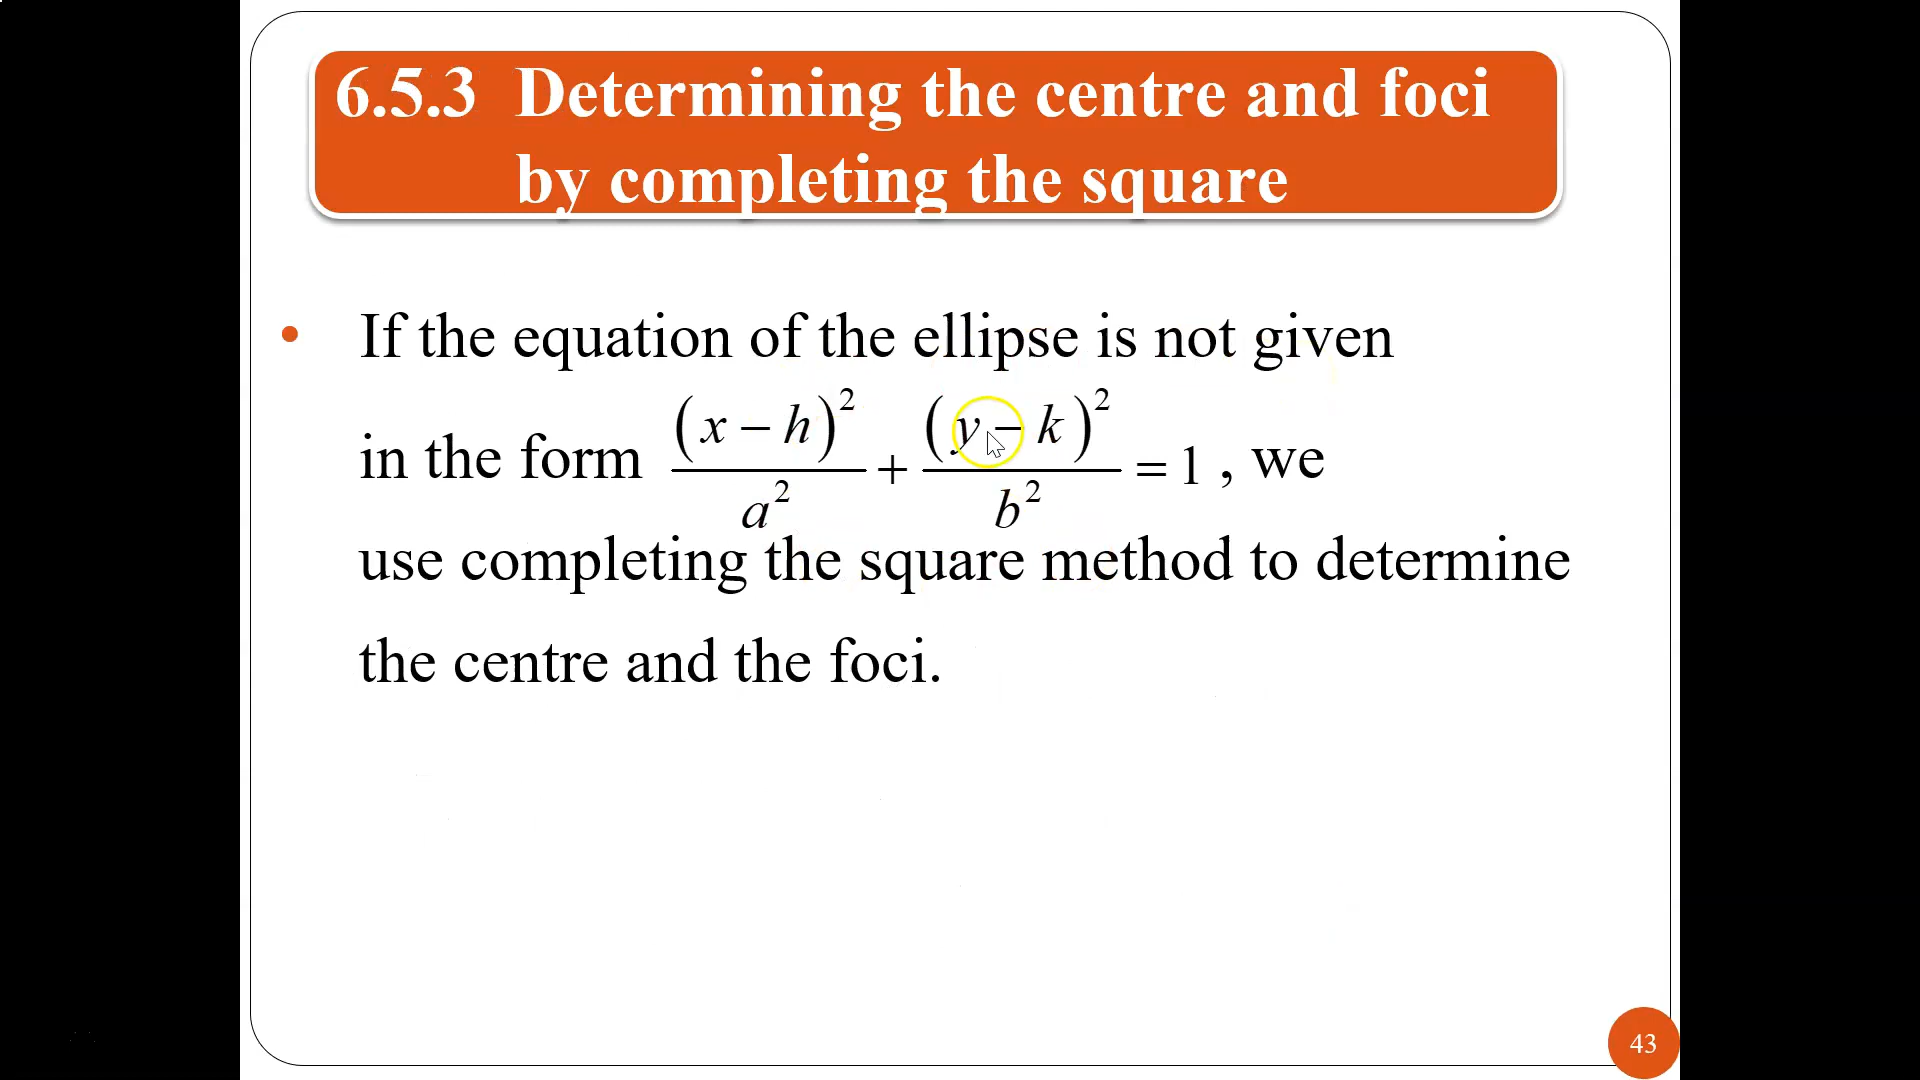 6.5.3 Determining the centre and foci
by completing the square
• If the equation of the ellipse is not given
in the form (x − h)²/a² + (y − k)²/b² = 1 , we
use completing the square method to determine
the centre and the foci.
43